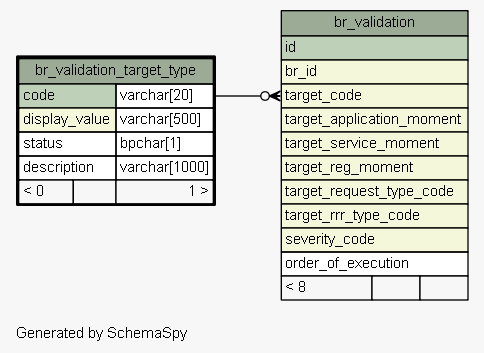 br_validation_target_type
code varchar[20]
display_value varchar[500]
status bpchar[1]
description varchar[1000]
< 0 1 >
br_validation
id
br_id
target_code
target_application_moment
target_service_moment
target_reg_moment
target_request_type_code
target_rrr_type_code
severity_code
order_of_execution
< 8
Generated by SchemaSpy